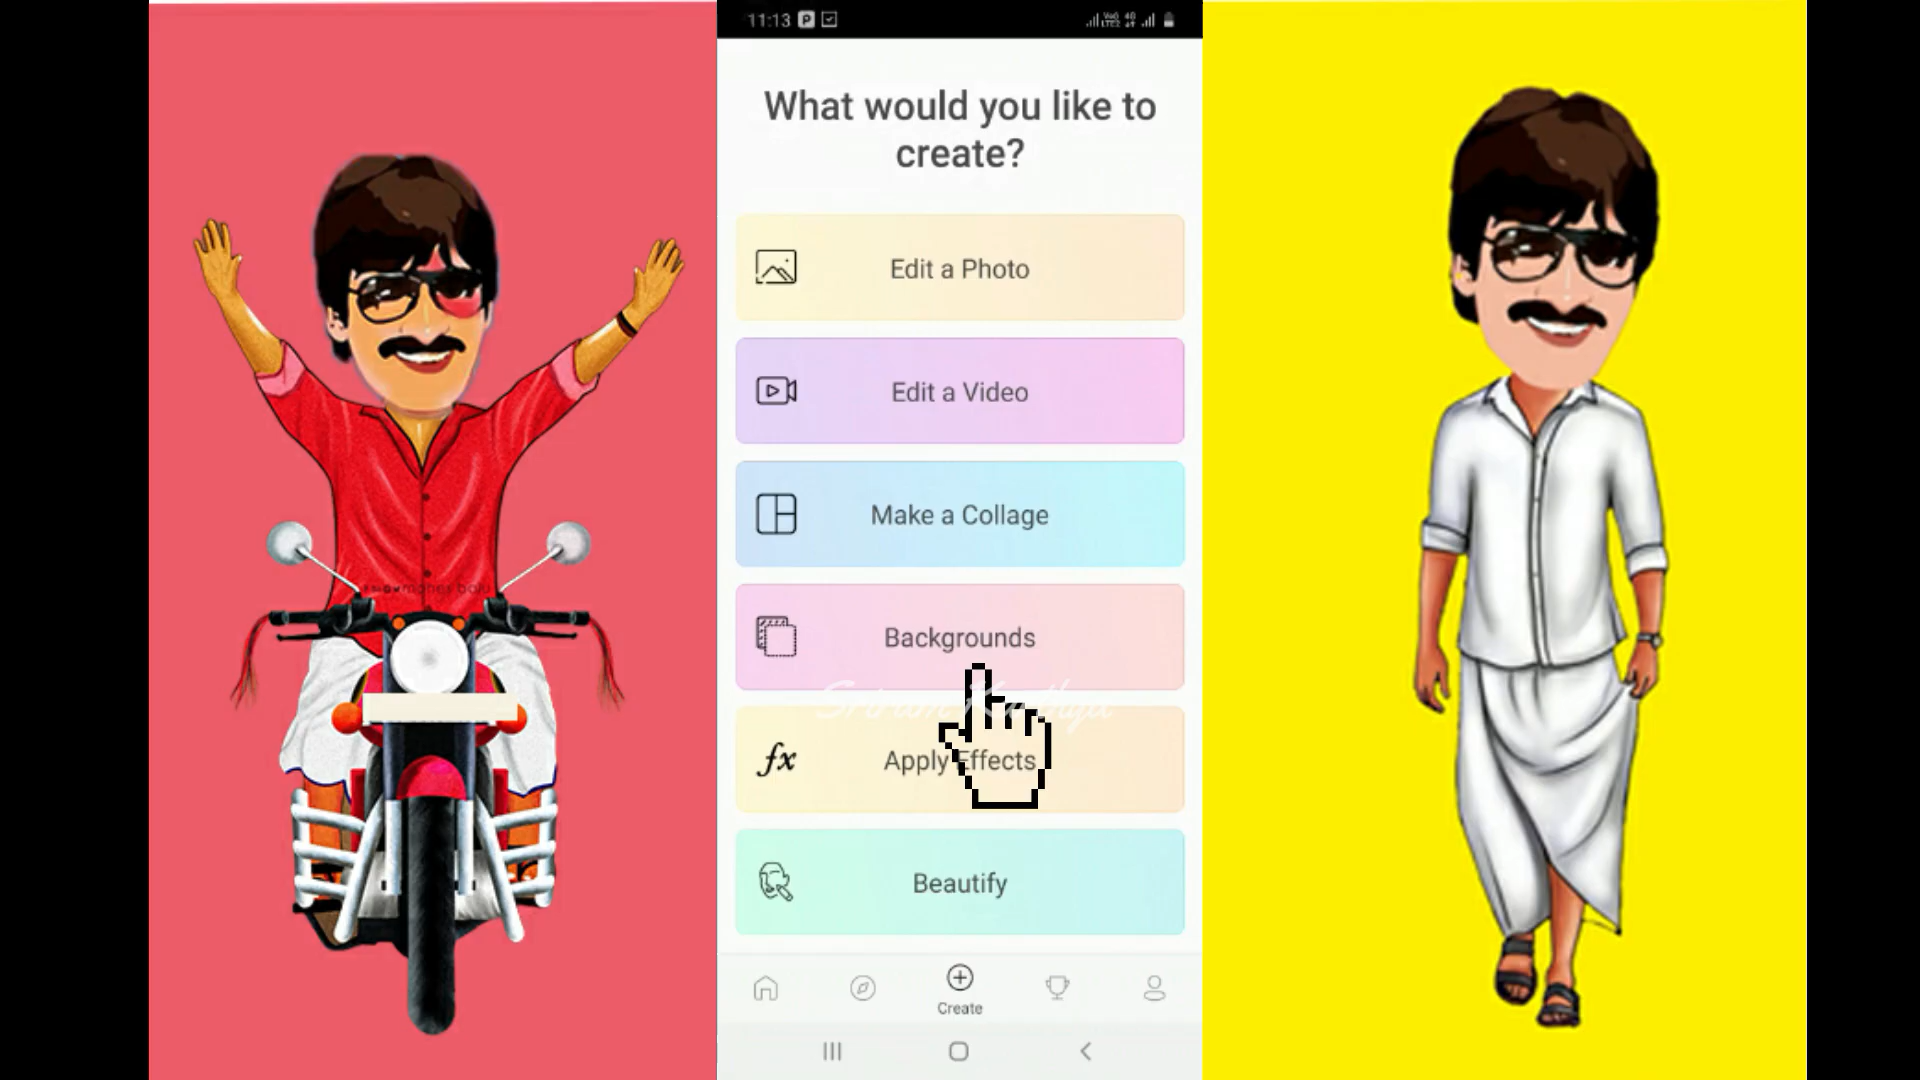 11:13
What would you like to
create?
Edit a Photo
Edit a Video
Make a Collage
Backgrounds
fx Apply Effects
Beautify
Create